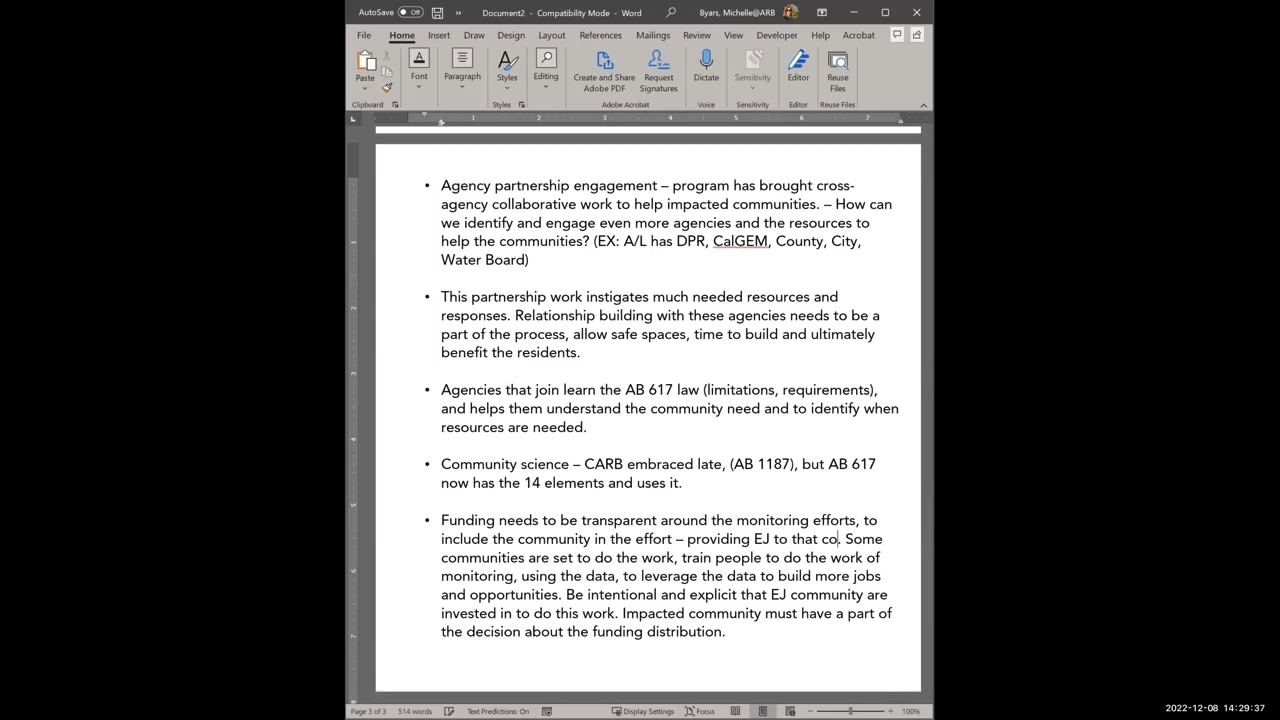 AutoSave Off Document2 - Compatibility Mode - Word Byars, Michelle@ARB
File Home Insert Draw Design Layout References Mailings Review View Developer Help Acrobat
Paste Font Paragraph Styles Editing Create and Share Adobe PDF Request Signatures Dictate Sensitivity Editor Reuse Files
Clipboard Styles Adobe Acrobat Voice Sensitivity Editor Reuse Files
1 2 3 4 5 6 7
• Agency partnership engagement – program has brought cross-
agency collaborative work to help impacted communities. – How can
we identify and engage even more agencies and the resources to
help the communities? (EX: A/L has DPR, CalGEM, County, City,
Water Board)
• This partnership work instigates much needed resources and
responses. Relationship building with these agencies needs to be a
part of the process, allow safe spaces, time to build and ultimately
benefit the residents.
• Agencies that join learn the AB 617 law (limitations, requirements),
and helps them understand the community need and to identify when
resources are needed.
• Community science – CARB embraced late, (AB 1187), but AB 617
now has the 14 elements and uses it.
• Funding needs to be transparent around the monitoring efforts, to
include the community in the effort – providing EJ to that co. Some
communities are set to do the work, train people to do the work of
monitoring, using the data, to leverage the data to build more jobs
and opportunities. Be intentional and explicit that EJ community are
invested in to do this work. Impacted community must have a part of
the decision about the funding distribution.
Page 3 of 3 514 words Text Predictions: On Display Settings Focus 100%
2022-12-08 14:29:37